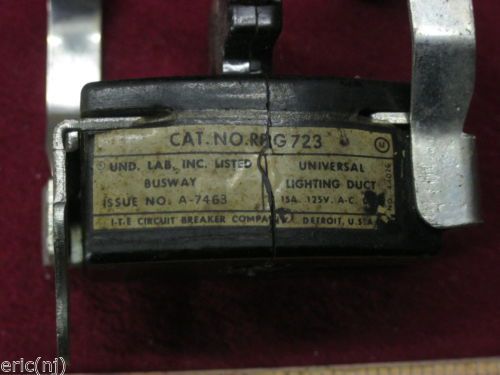 CAT. NO. RPG 723
UND. LAB. INC. LISTED
BUSWAY
ISSUE NO. A-7463
UNIVERSAL
LIGHTING DUCT
15A. 125V. A-C.
I-T-E CIRCUIT BREAKER COMPANY DETROIT, U.S.A.
eric(nj)